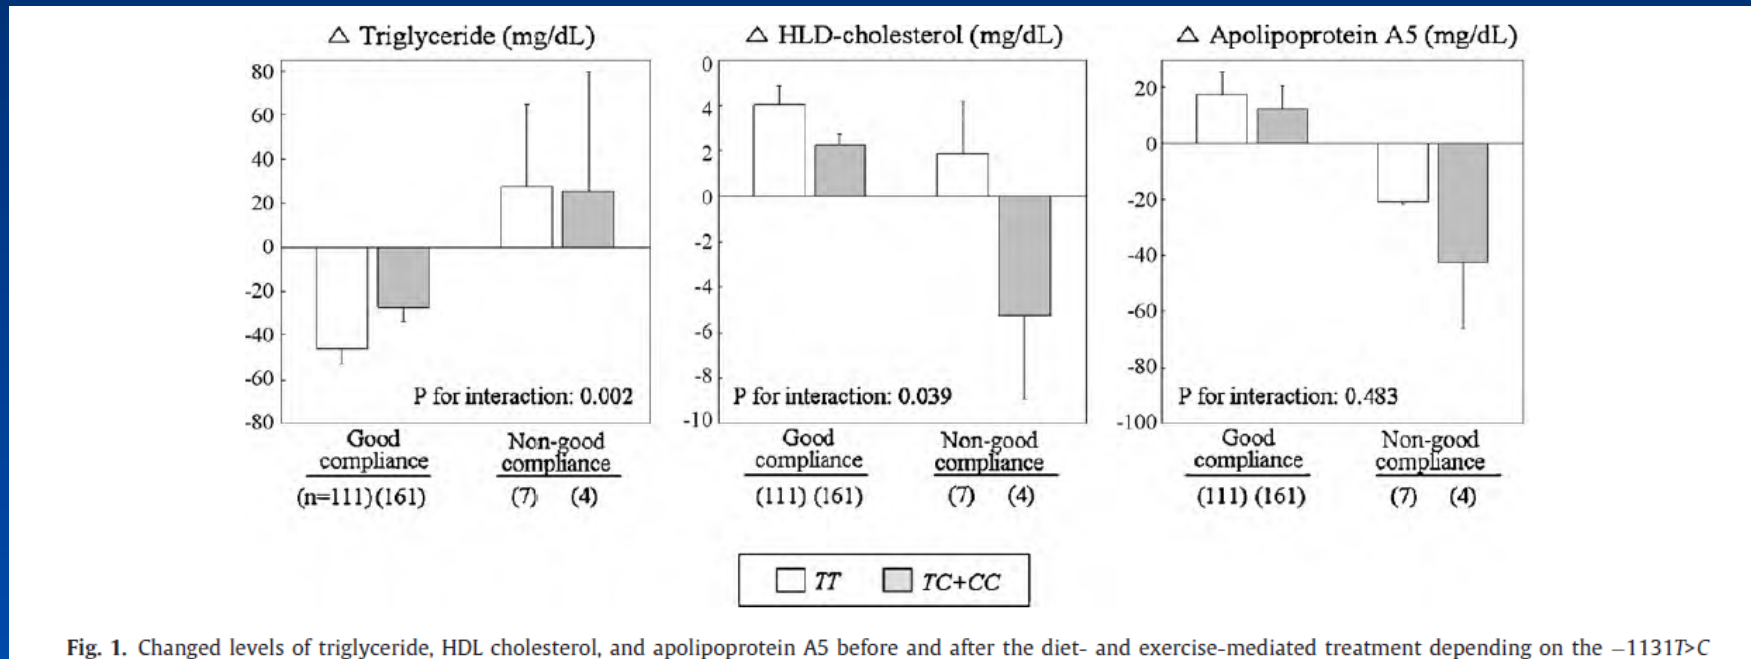 △ Triglyceride (mg/dL)
80
60
40
20
0
-20
-40
-60
-80
P for interaction: 0.002
Good compliance
Non-good compliance
(n=111)(161)
(7) (4)
△ HLD-cholesterol (mg/dL)
0
4
2
0
-2
-4
-6
-8
-10
P for interaction: 0.039
Good compliance
Non-good compliance
(111) (161)
(7) (4)
△ Apolipoprotein A5 (mg/dL)
20
0
-20
-40
-60
-80
-100
P for interaction: 0.483
Good compliance
Non-good compliance
(111) (161)
(7) (4)
TT TC+CC
Fig. 1. Changed levels of triglyceride, HDL cholesterol, and apolipoprotein A5 before and after the diet- and exercise-mediated treatment depending on the −1131T>C